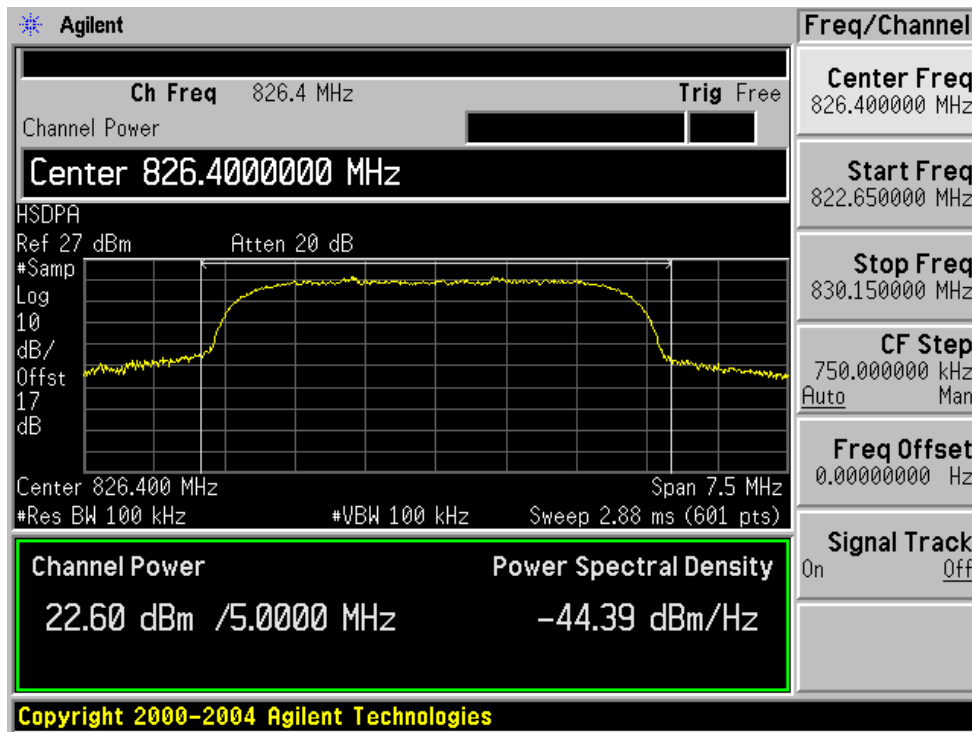 Agilent
Ch Freq 826.4 MHz Trig Free
Channel Power
Center 826.4000000 MHz
HSDPA
Ref 27 dBm Atten 20 dB
#Samp
Log
10
dB/
Offst
17
dB
Center 826.400 MHz Span 7.5 MHz
#Res BW 100 kHz #VBW 100 kHz Sweep 2.88 ms (601 pts)
Channel Power Power Spectral Density
22.60 dBm /5.0000 MHz -44.39 dBm/Hz
Copyright 2000-2004 Agilent Technologies
Freq/Channel
Center Freq
826.400000 MHz
Start Freq
822.650000 MHz
Stop Freq
830.150000 MHz
CF Step
750.000000 kHz
Auto Man
Freq Offset
0.00000000 Hz
Signal Track
On Off